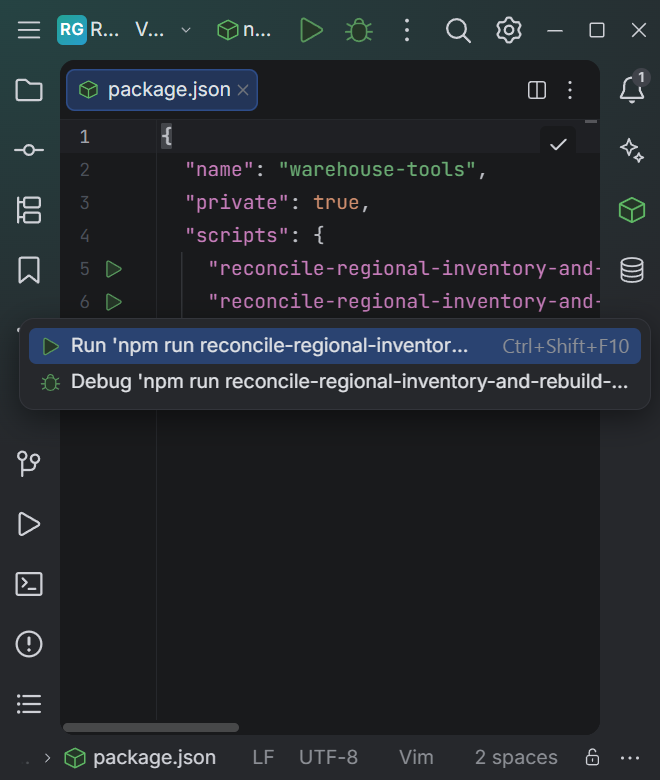 RG R... V... n...
package.json
1
1 {
2 "name": "warehouse-tools",
3 "private": true,
4 "scripts": {
5 "reconcile-regional-inventory-and-
6 "reconcile-regional-inventory-and-
Run 'npm run reconcile-regional-inventor... Ctrl+Shift+F10
Debug 'npm run reconcile-regional-inventory-and-rebuild-...
package.json LF UTF-8 Vim 2 spaces